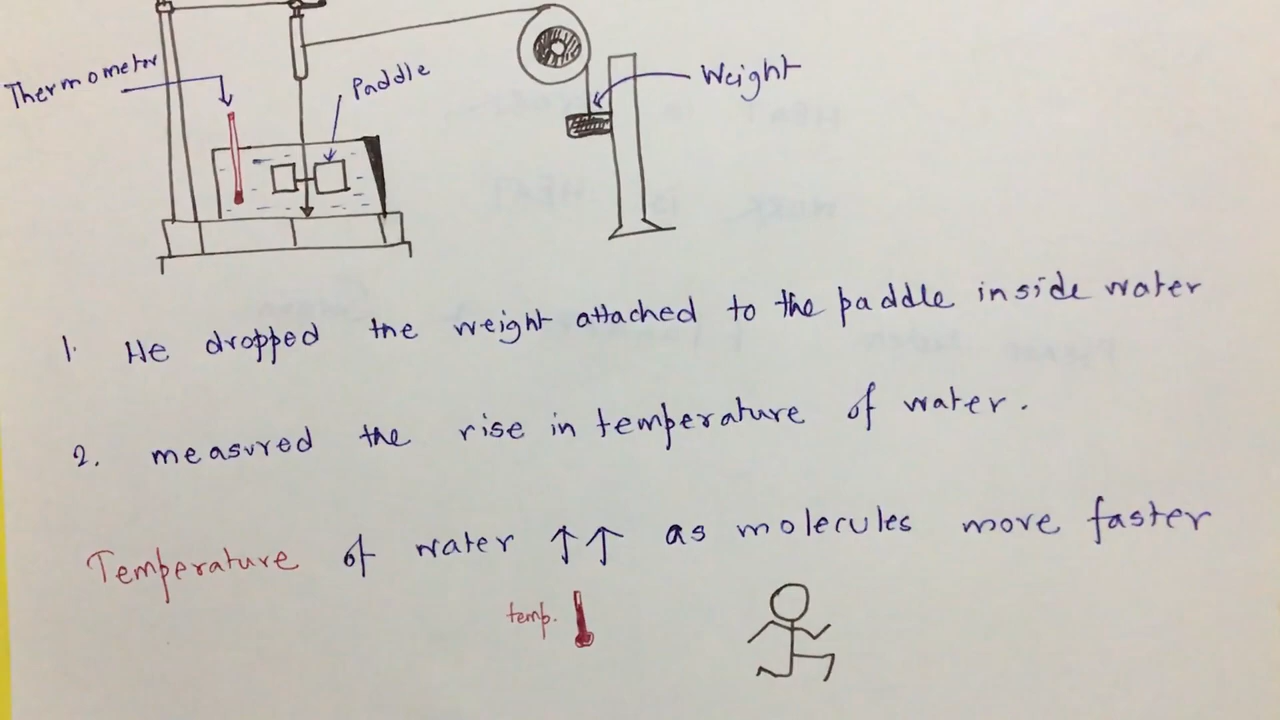 Thermometer
Paddle
Weight
1. He dropped the weight attached to the paddle inside water
2. measured the rise in temperature of water.
Temperature of water ↑↑ as molecules move faster
temp.